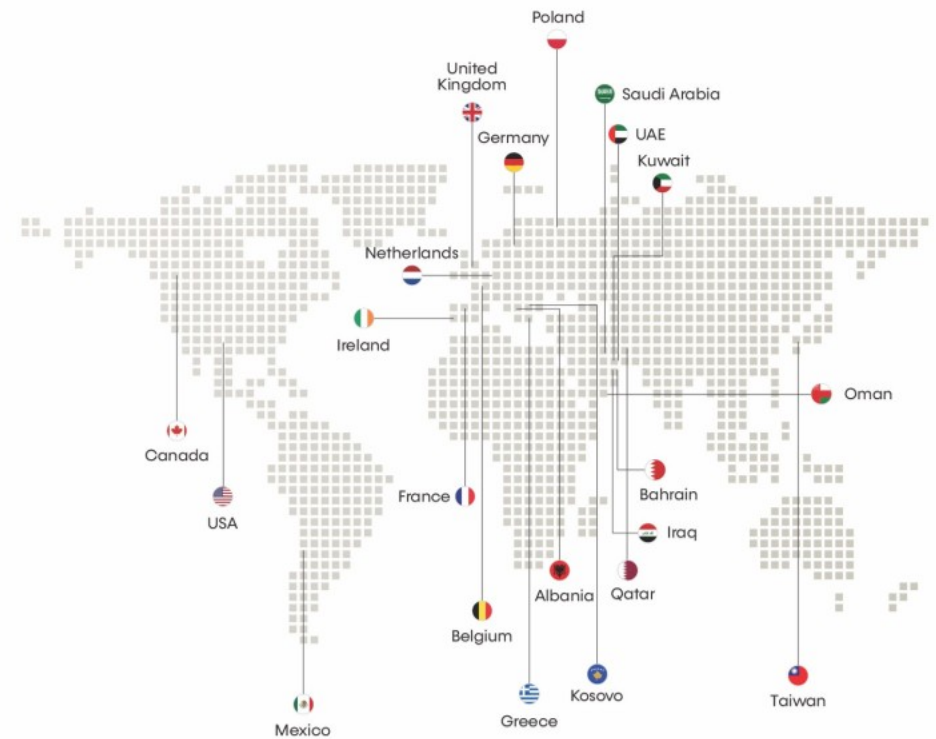 Poland
United
Kingdom
Saudi Arabia
Germany
UAE
Kuwait
Netherlands
Ireland
Oman
Canada
Bahrain
France
USA
Iraq
Albania
Qatar
Belgium
Kosovo
Taiwan
Greece
Mexico